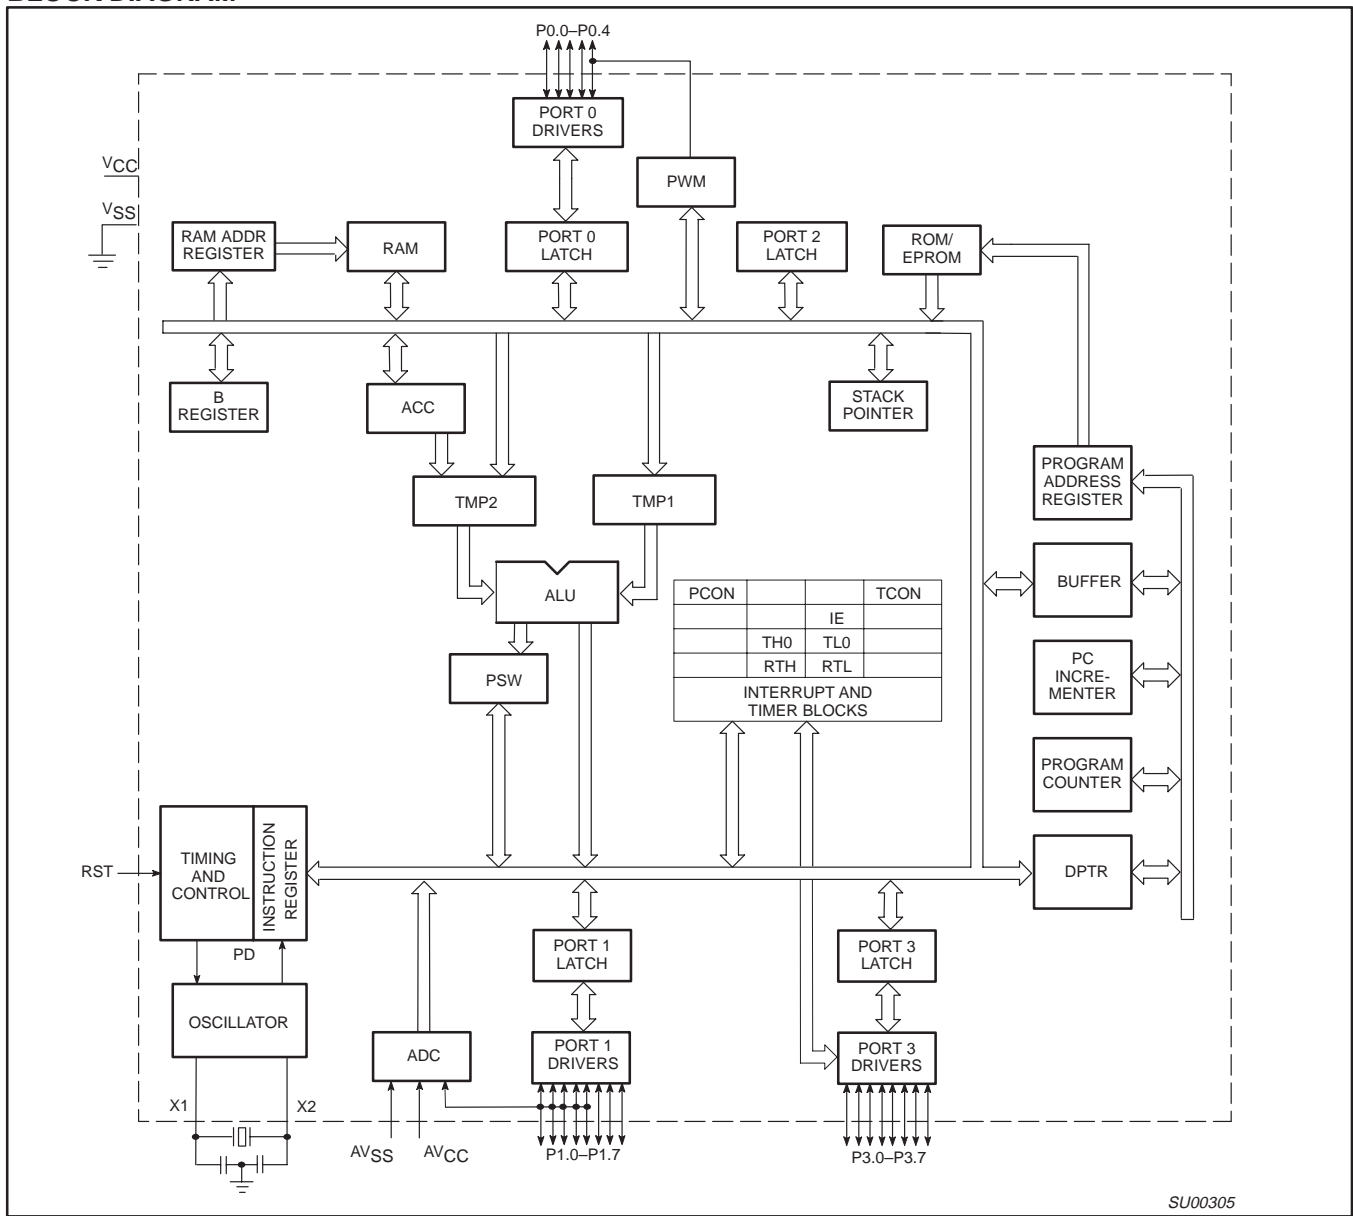 P0.0–P0.4
PORT 0
DRIVERS
VCC
PWM
VSS
RAM ADDR
REGISTER
RAM
PORT 0
LATCH
PORT 2
LATCH
ROM/
EPROM
B
REGISTER
ACC
STACK
POINTER
PROGRAM
ADDRESS
REGISTER
TMP2
TMP1
ALU
BUFFER
PCON
TCON
IE
TH0
TL0
RTH
RTL
INTERRUPT AND
TIMER BLOCKS
PSW
PC
INCRE-
MENTER
PROGRAM
COUNTER
RST
TIMING
AND
CONTROL
INSTRUCTION
REGISTER
DPTR
PD
PORT 1
LATCH
PORT 3
LATCH
OSCILLATOR
ADC
PORT 1
DRIVERS
PORT 3
DRIVERS
X1
X2
AVSS
AVCC
P1.0–P1.7
P3.0–P3.7
SU00305